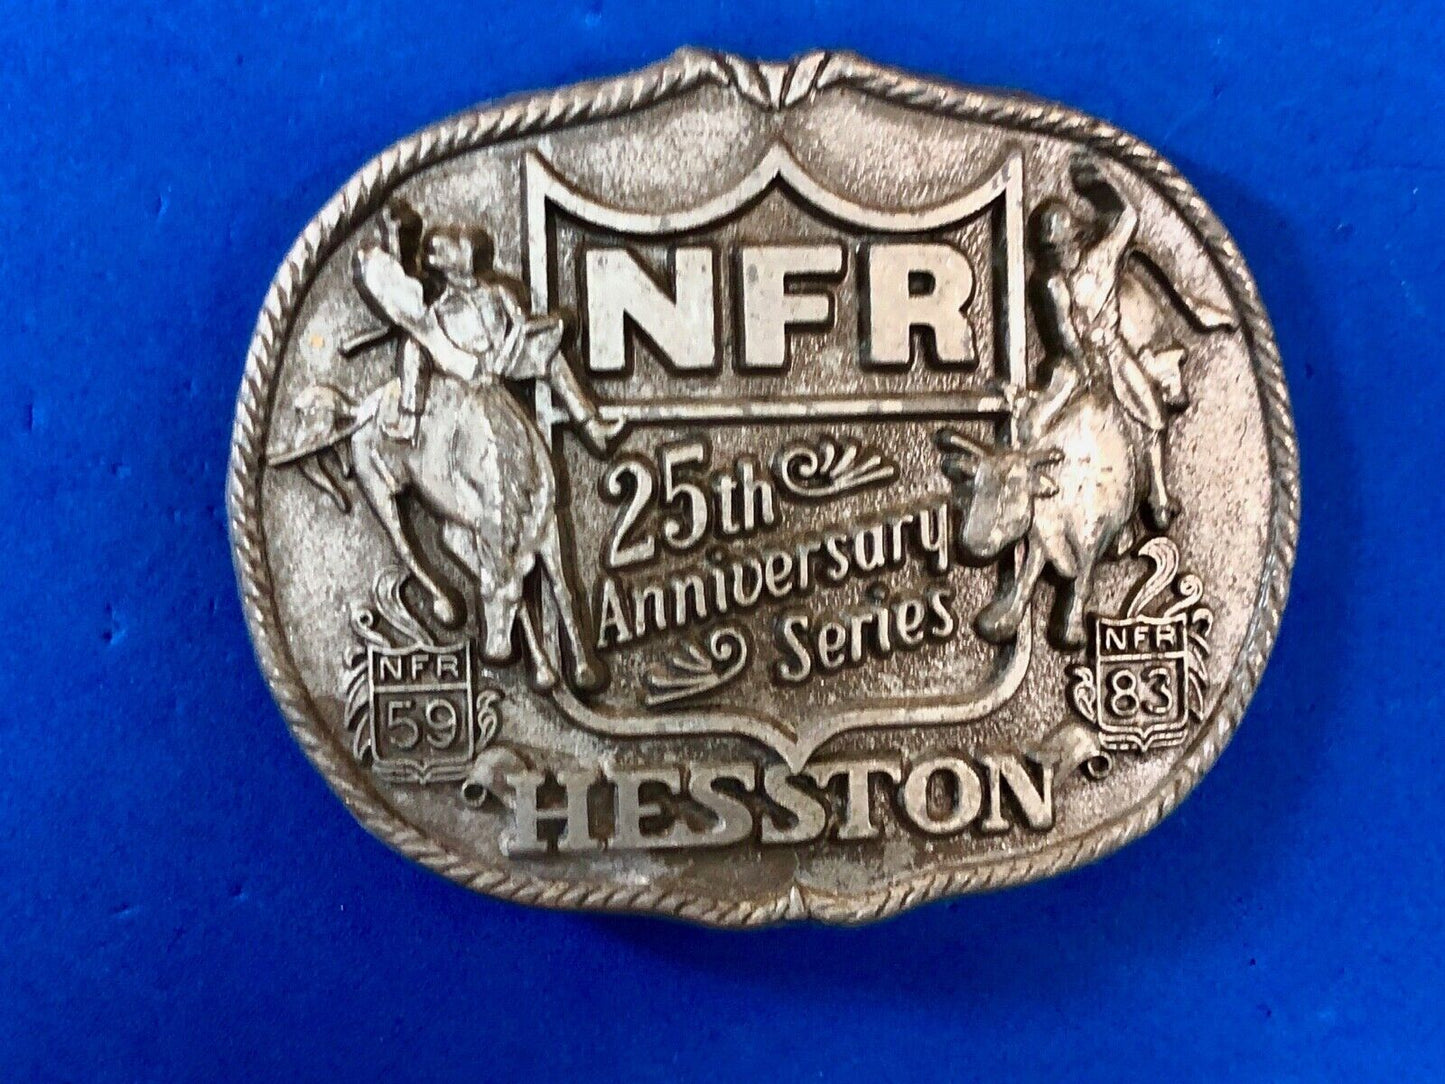 NFR
25th
Anniversary
Series
NFR
59
NFR
83
HESSTON